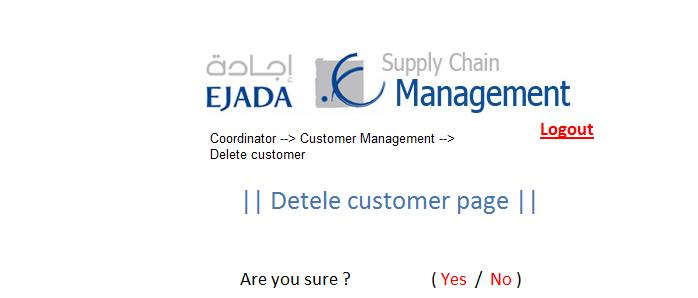 إجادة
EJADA
Supply Chain
Management
Logout
Coordinator --> Customer Management -->
Delete customer
|| Detele customer page ||
Are you sure ? ( Yes / No )